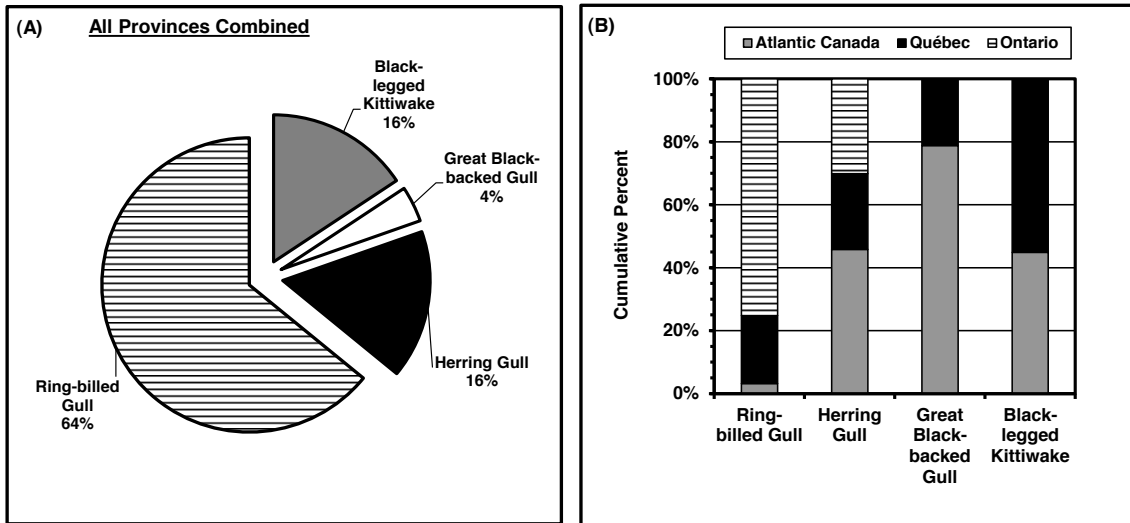 (A) All Provinces Combined
Black-
legged
Kittiwake
16%
Great Black-
backed Gull
4%
Herring Gull
16%
Ring-billed
Gull
64%
(B)
Atlantic Canada Québec Ontario
Cumulative Percent
100%
80%
60%
40%
20%
0%
Ring-
billed Gull
Herring
Gull
Great
Black-
backed
Gull
Black-
legged
Kittiwake